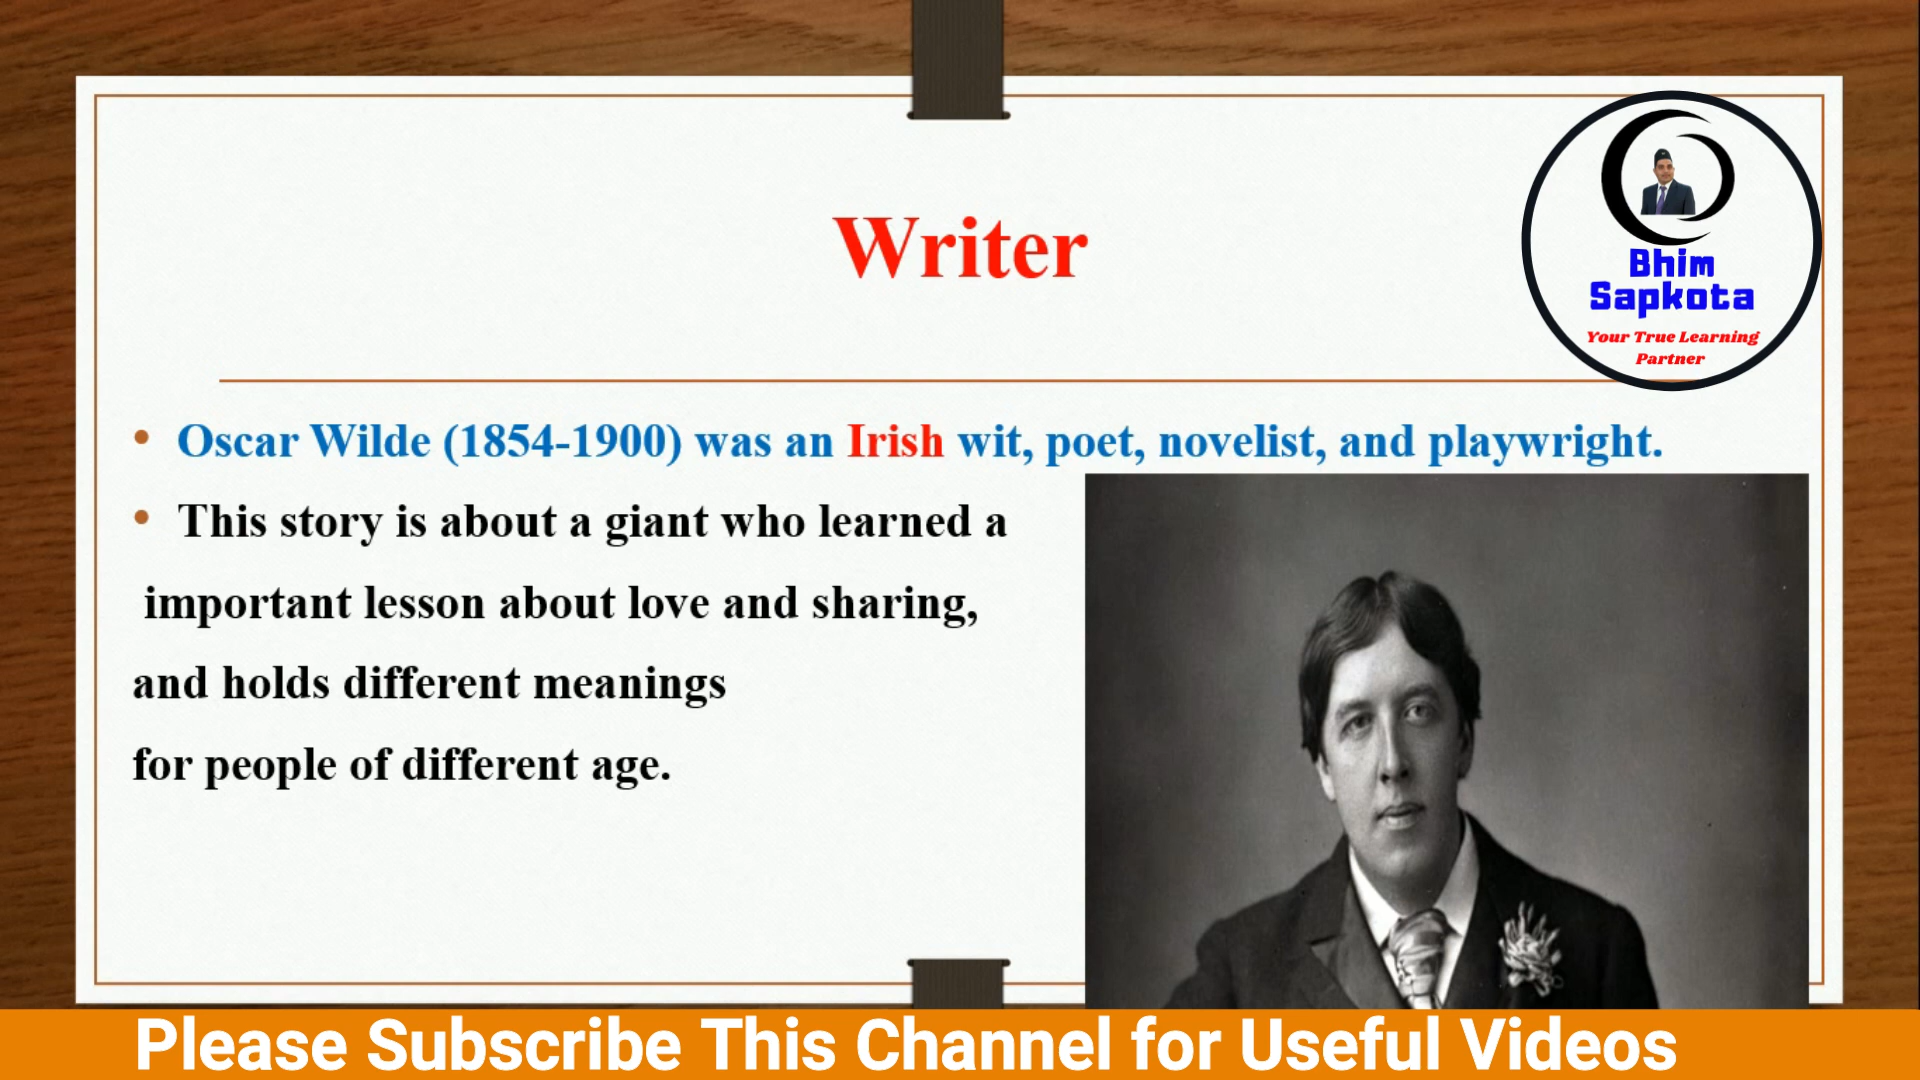 Writer
Bhim
Sapkota
Your True Learning
Partner
• Oscar Wilde (1854-1900) was an Irish wit, poet, novelist, and playwright.
• This story is about a giant who learned a
important lesson about love and sharing,
and holds different meanings
for people of different age.
Please Subscribe This Channel for Useful Videos